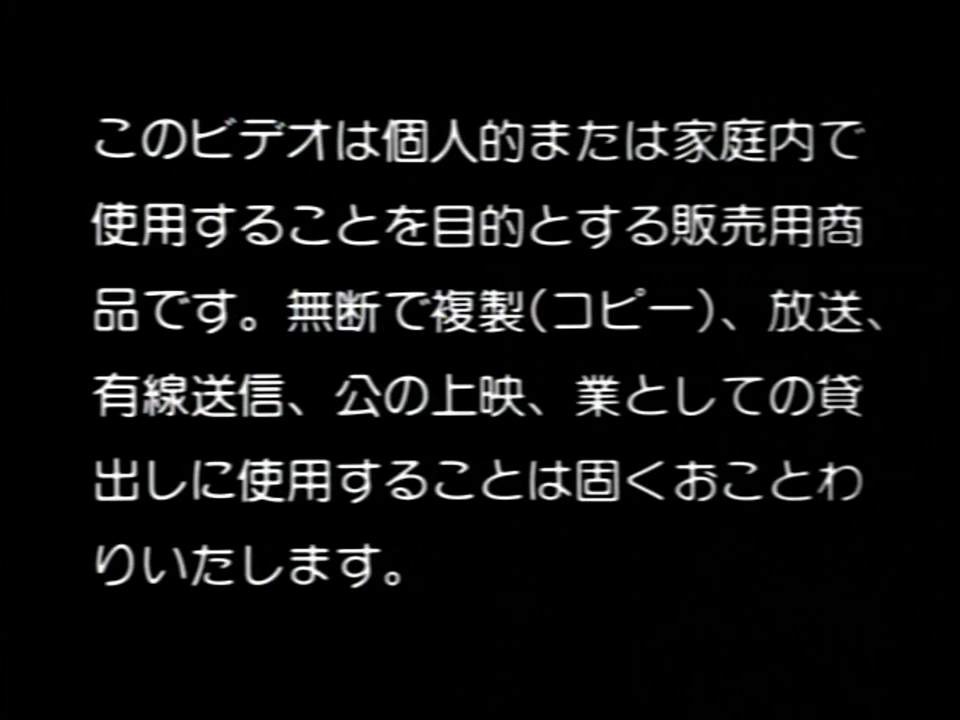 このビデオは個人的または家庭内で
使用することを目的とする販売用商
品です。無断で複製(コピー)、放送、
有線送信、公の上映、業としての貸
出しに使用することは固くおことわ
りいたします。